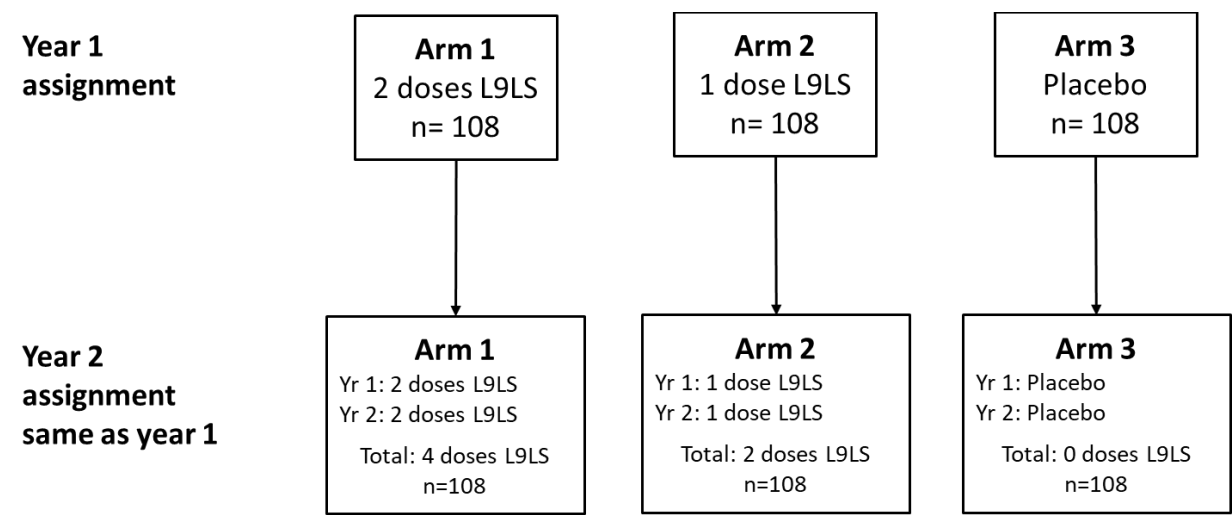 Year 1
assignment
Arm 1
2 doses L9LS
n= 108
Arm 2
1 dose L9LS
n= 108
Arm 3
Placebo
n= 108
Year 2
assignment
same as year 1
Arm 1
Yr 1: 2 doses L9LS
Yr 2: 2 doses L9LS
Total: 4 doses L9LS
n=108
Arm 2
Yr 1: 1 dose L9LS
Yr 2: 1 dose L9LS
Total: 2 doses L9LS
n=108
Arm 3
Yr 1: Placebo
Yr 2: Placebo
Total: 0 doses L9LS
n=108